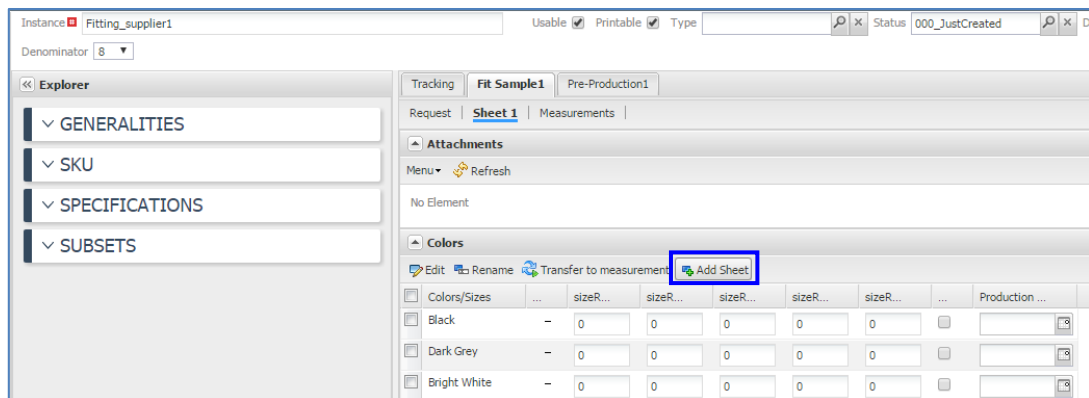 Instance Fitting_supplier1 Usable Printable Type Status 000_JustCreated D
Denominator 8
Explorer
GENERALITIES
SKU
SPECIFICATIONS
SUBSETS
Tracking Fit Sample1 Pre-Production1
Request | Sheet 1 | Measurements |
Attachments
Menu Refresh
No Element
Colors
Edit Rename Transfer to measurement Add Sheet
Colors/Sizes ... sizeR... sizeR... sizeR... sizeR... sizeR... ... Production ...
Black – 0 0 0 0 0
Dark Grey – 0 0 0 0 0
Bright White – 0 0 0 0 0